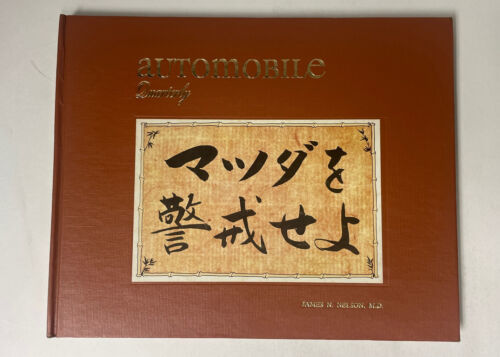 AUTOMOBILE
Quarterly
マツダを
警戒せよ
JAMES N. NELSON, M.D.